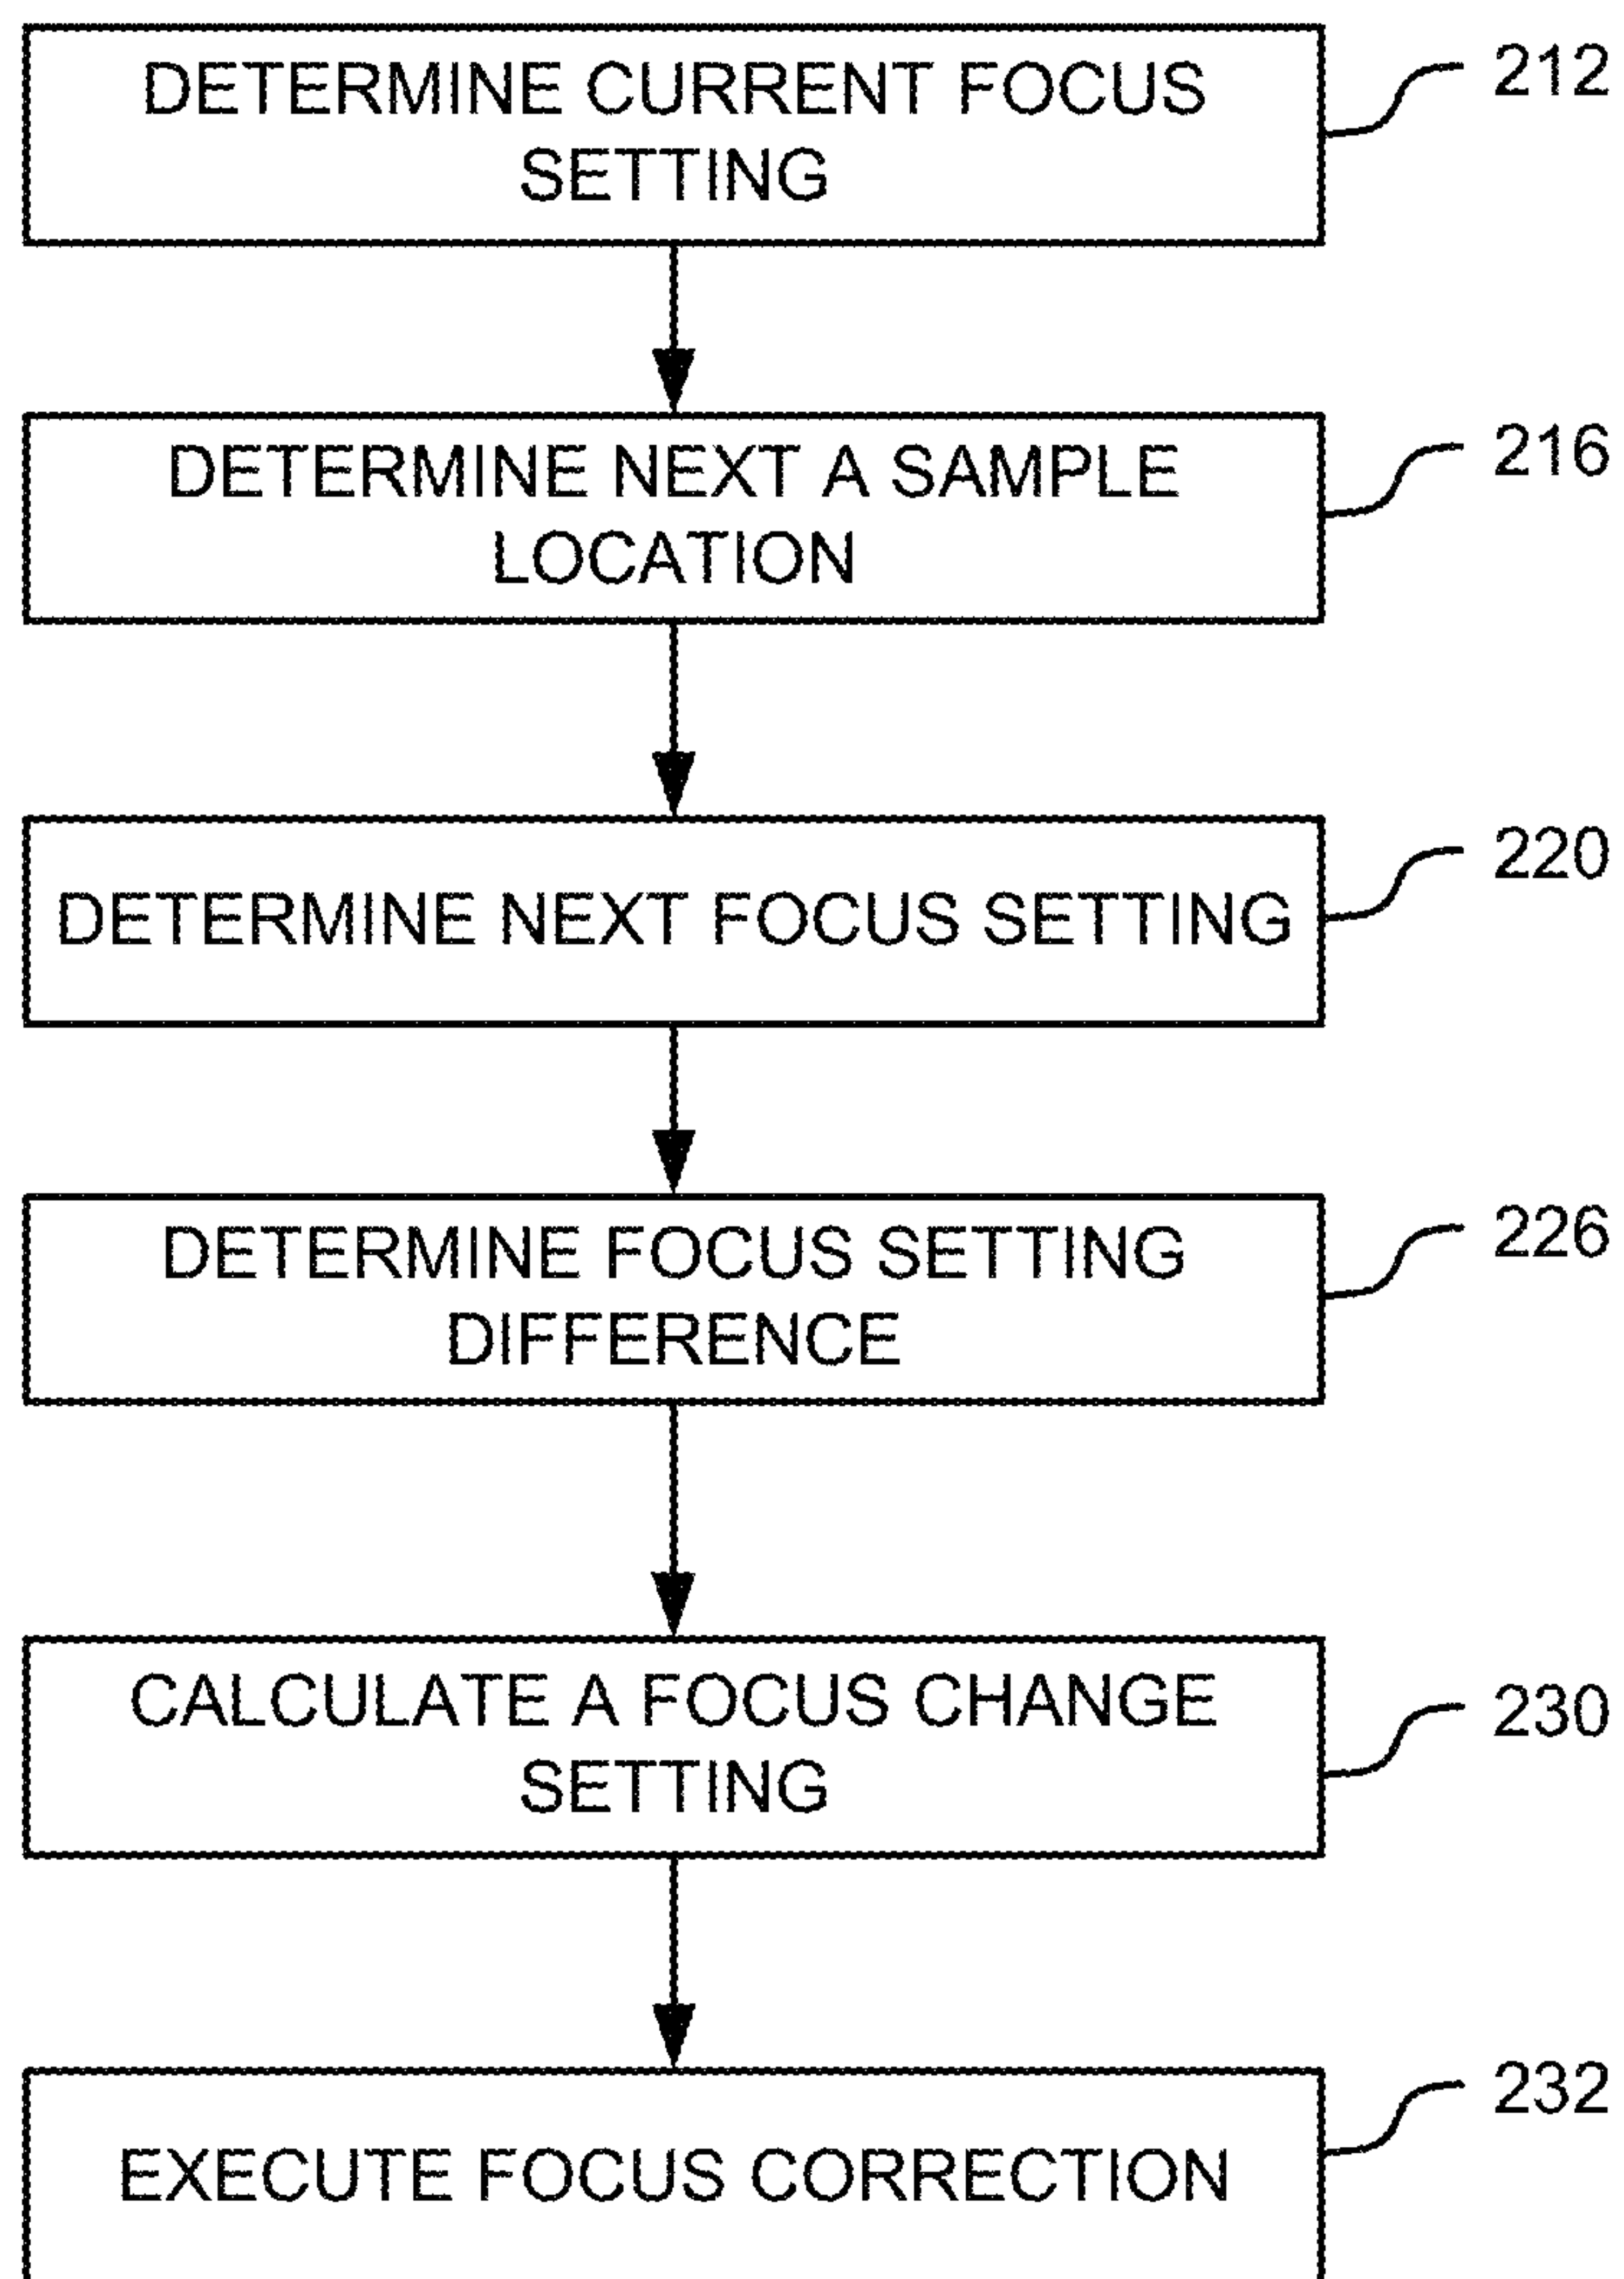 DETERMINE CURRENT FOCUS
SETTING
212
DETERMINE NEXT A SAMPLE
LOCATION
216
DETERMINE NEXT FOCUS SETTING
220
DETERMINE FOCUS SETTING
DIFFERENCE
226
CALCULATE A FOCUS CHANGE
SETTING
230
EXECUTE FOCUS CORRECTION
232